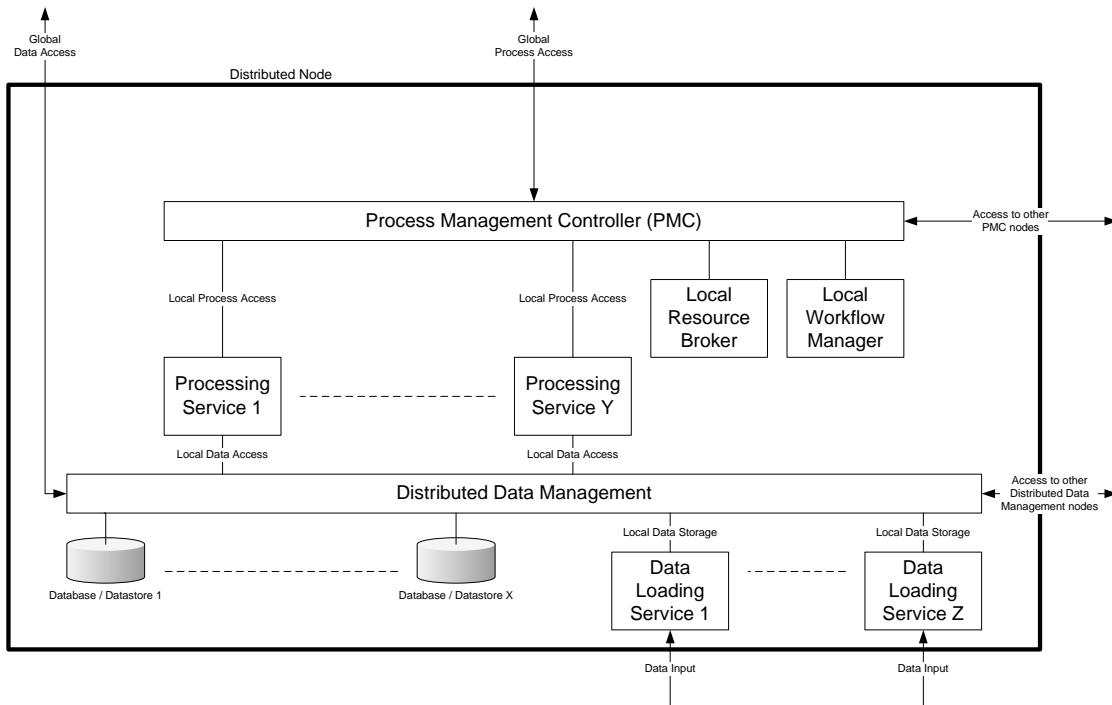 Global
Data Access
Global
Process Access
Distributed Node
Process Management Controller (PMC)
Access to other
PMC nodes
Local Process Access
Local Process Access
Local
Resource
Broker
Local
Workflow
Manager
Processing
Service 1
Processing
Service Y
Local Data Access
Local Data Access
Distributed Data Management
Access to other
Distributed Data
Management nodes
Local Data Storage
Local Data Storage
Database / Datastore 1
Database / Datastore X
Data
Loading
Service 1
Data
Loading
Service Z
Data Input
Data Input